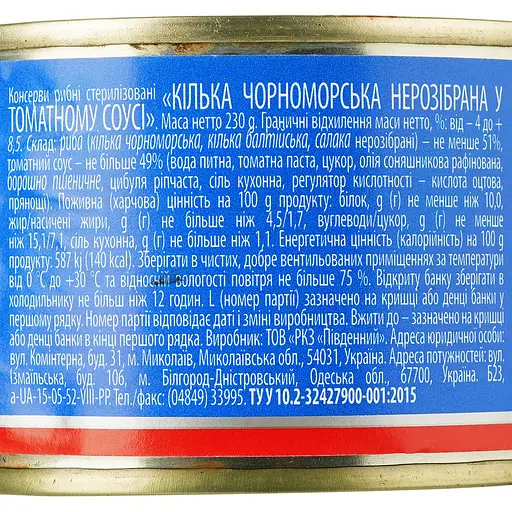 Консерви рибні стерилізовані «КІЛЬКА ЧОРНОМОРСЬКА НЕРОЗІБРАНА У
ТОМАТНОМУ СОУСІ». Маса нетто 230 g. Граничні відхилення маси нетто, %: від – 4 до +
8,5. Склад: риба (кілька чорноморська, кілька балтійська, салака нерозібрані) – не менше 51%,
томатний соус – не більше 49% (вода питна, томатна паста, цукор, олія соняшникова рафінована,
борошно пшеничне, цибуля ріпчаста, сіль кухонна, регулятор кислотності – кислота оцтова,
прянощі). Поживна (харчова) цінність на 100 g продукту: білок, g (г) не менше ніж 10,0,
жир/насичені жири, g (г) не більше ніж 4,5/1,7, вуглеводи/цукор, g (г) не менше
ніж 15,1/7,1, сіль кухонна, g (г) не більше ніж 1,1. Енергетична цінність (калорійність) на 100 g
продукту: 587 kj (140 kcal). Зберігати в чистих, добре вентильованих приміщеннях за температури
від 0 °С до +30 °С та відносній вологості повітря не більше 75 %. Відкриту банку зберігати в
холодильнику не більш ніж 12 годин. L (номер партії) зазначено на кришці або денці банки у
першому рядку. Номер партії відповідає даті і зміні виробництва. Вжити до – зазначено на кришці
або денці банки в кінці першого рядка. Виробник: ТОВ «РКЗ «Південний». Адреса юридичної особи:
вул. Комінтерна, буд. 31, м. Миколаїв, Миколаївська обл., 54031, Україна. Адреса потужностей: вул.
Ізмаїльська, буд. 106, м. Білгород-Дністровський, Одеська обл., 67700, Україна. Б23,
a-UA-15-05-52-VIII-PP Тел./факс: (04849) 33995. ТУ У 10.2-32427900-001:2015